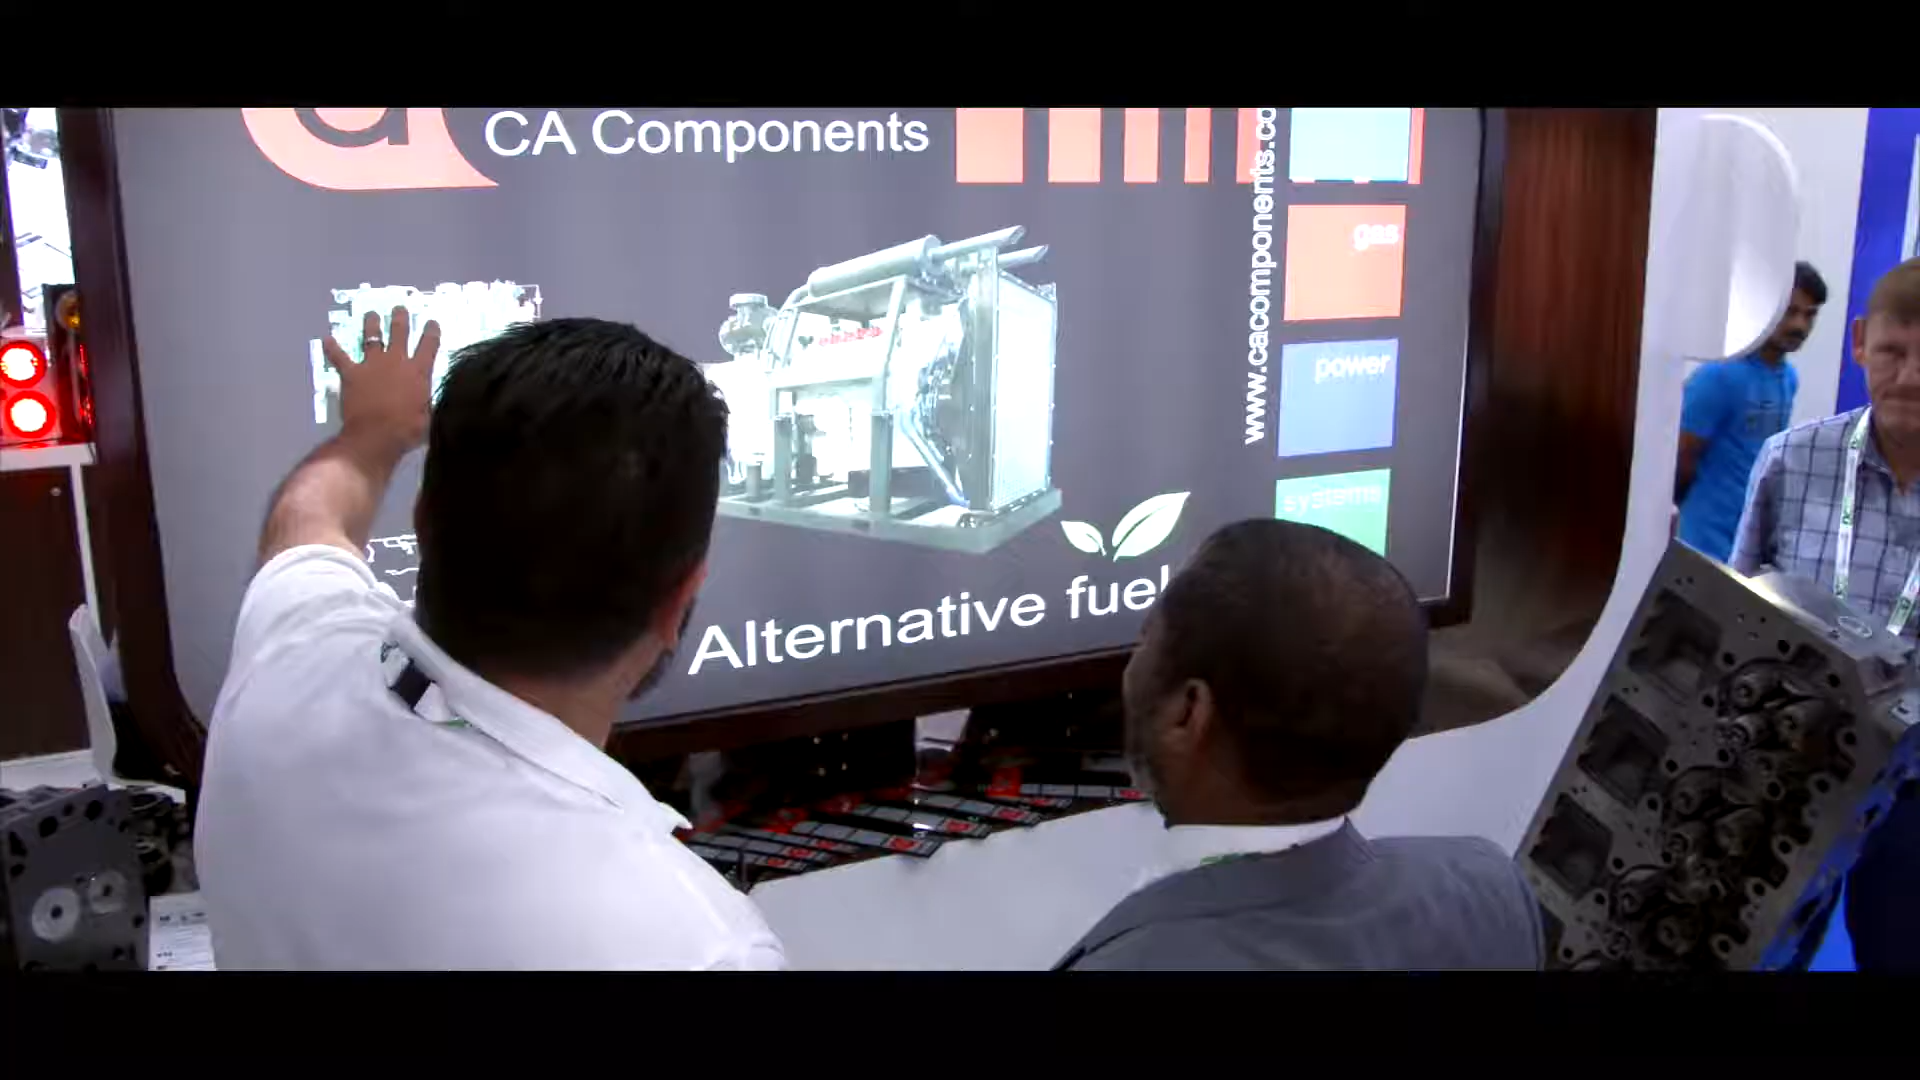 CA Components
www.cacomponents.co
gas
power
systems
Alternative fuel